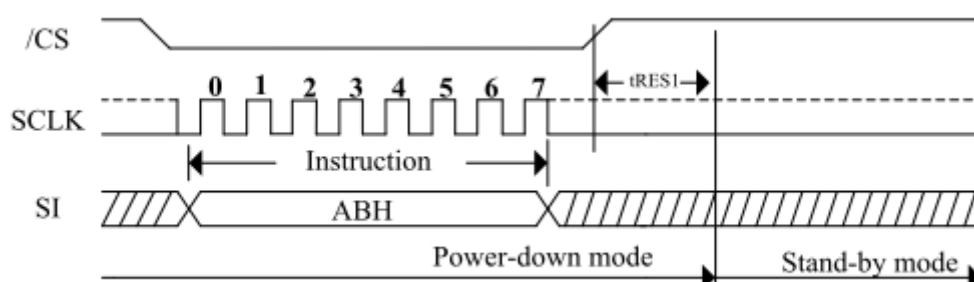 /CS
tRES1
0 1 2 3 4 5 6 7
SCLK
Instruction
SI
ABH
Power-down mode
Stand-by mode